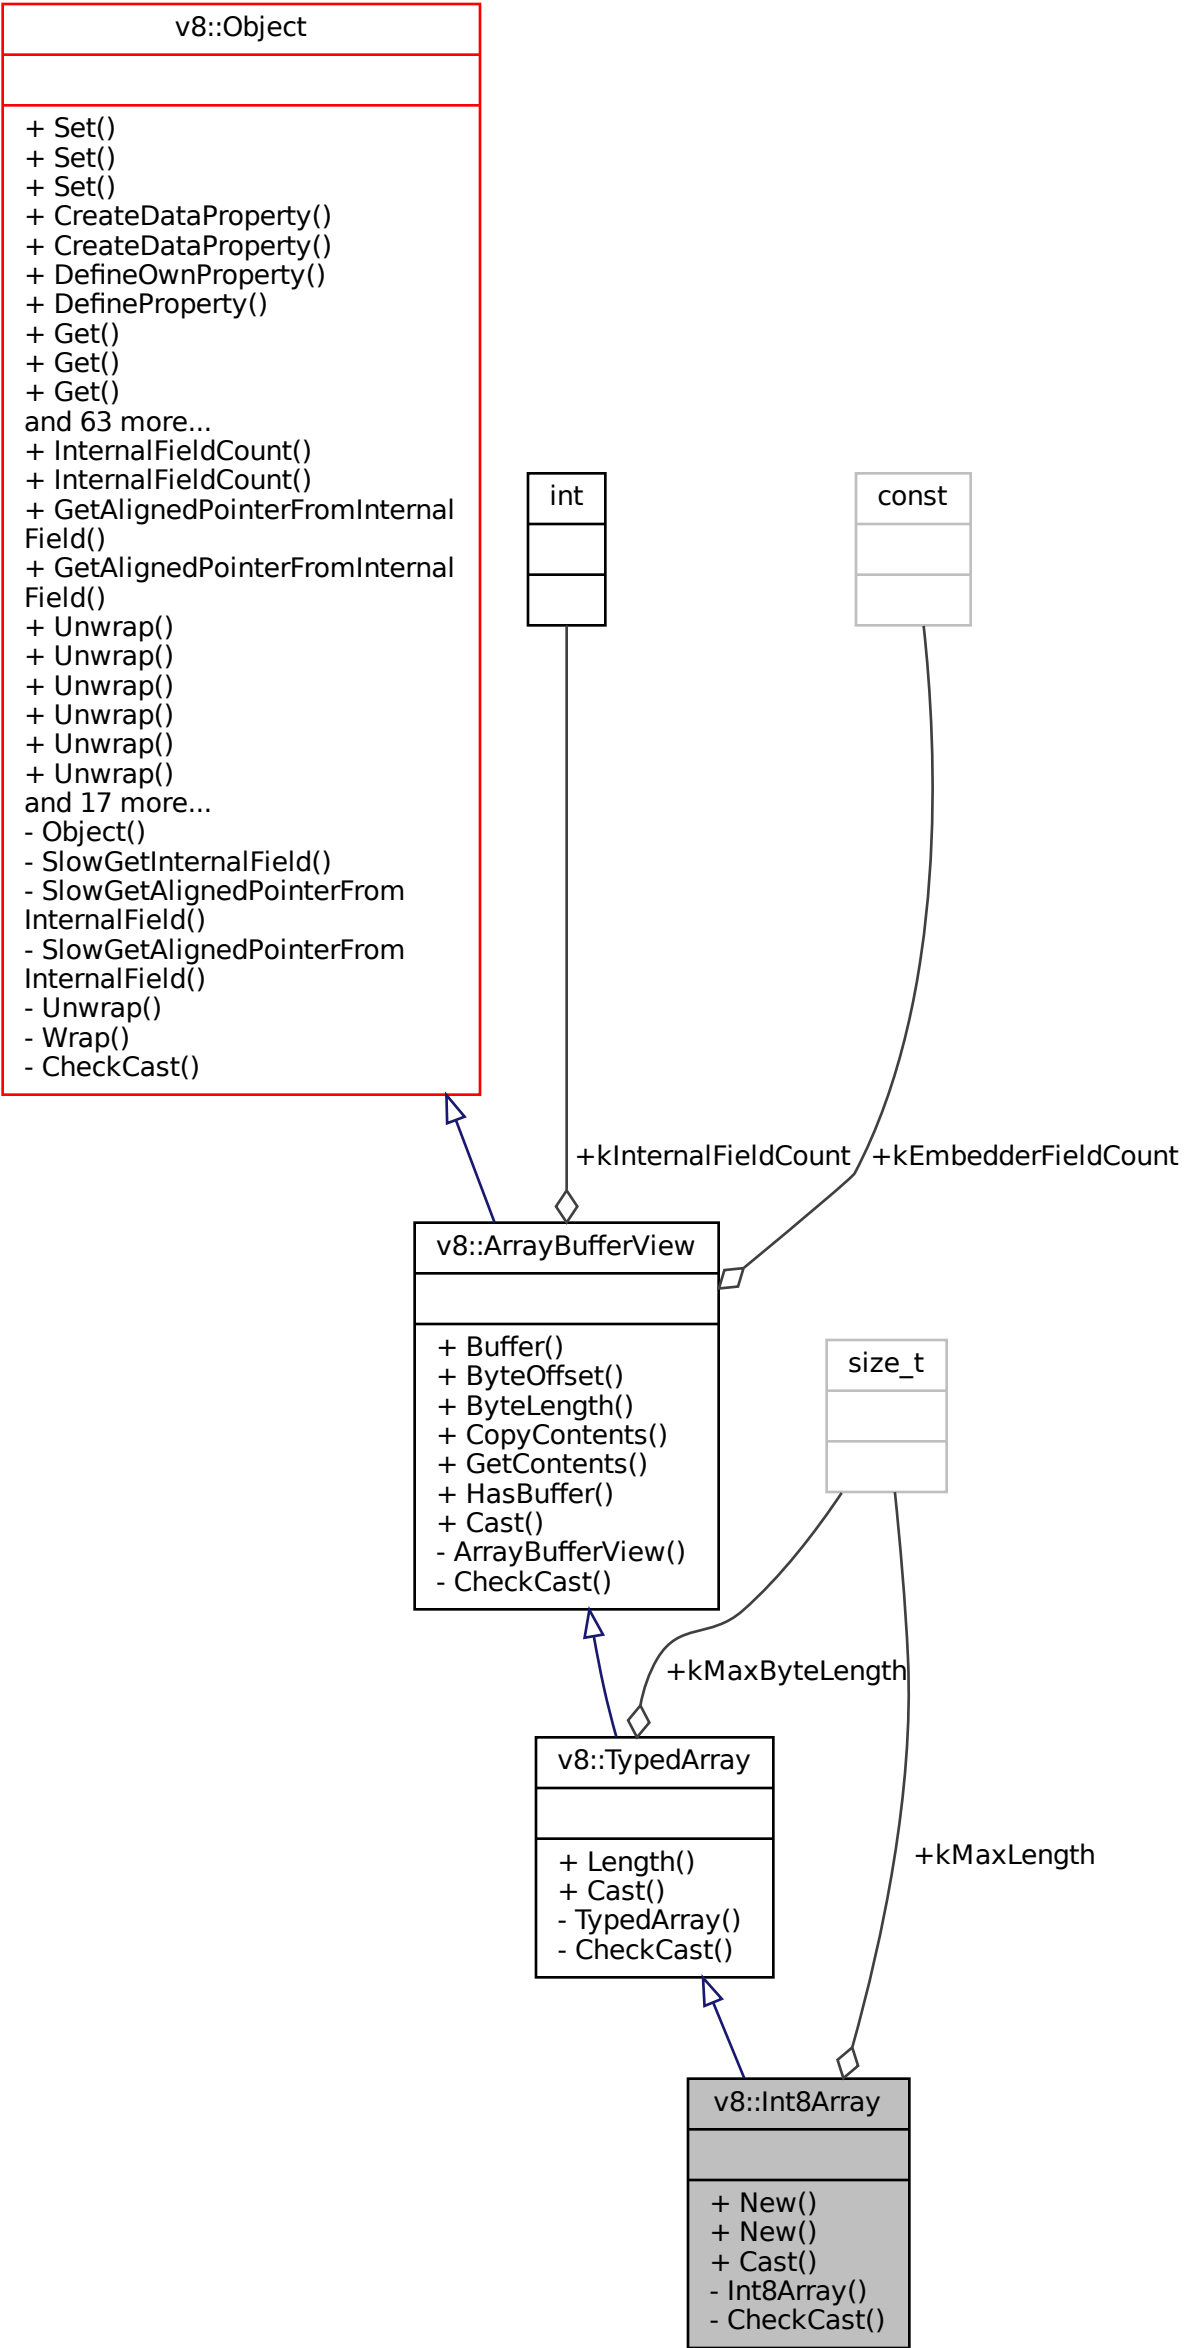 v8::Object
+ Set()
+ Set()
+ Set()
+ CreateDataProperty()
+ CreateDataProperty()
+ DefineOwnProperty()
+ DefineProperty()
+ Get()
+ Get()
+ Get()
and 63 more...
+ InternalFieldCount()
+ InternalFieldCount()
+ GetAlignedPointerFromInternal
Field()
+ GetAlignedPointerFromInternal
Field()
+ Unwrap()
+ Unwrap()
+ Unwrap()
+ Unwrap()
+ Unwrap()
+ Unwrap()
and 17 more...
- Object()
- SlowGetInternalField()
- SlowGetAlignedPointerFrom
InternalField()
- SlowGetAlignedPointerFrom
InternalField()
- Unwrap()
- Wrap()
- CheckCast()
int
const
+kInternalFieldCount
+kEmbedderFieldCount
v8::ArrayBufferView
+ Buffer()
+ ByteOffset()
+ ByteLength()
+ CopyContents()
+ GetContents()
+ HasBuffer()
+ Cast()
- ArrayBufferView()
- CheckCast()
size_t
+kMaxByteLength
v8::TypedArray
+ Length()
+ Cast()
- TypedArray()
- CheckCast()
+kMaxLength
v8::Int8Array
+ New()
+ New()
+ Cast()
- Int8Array()
- CheckCast()